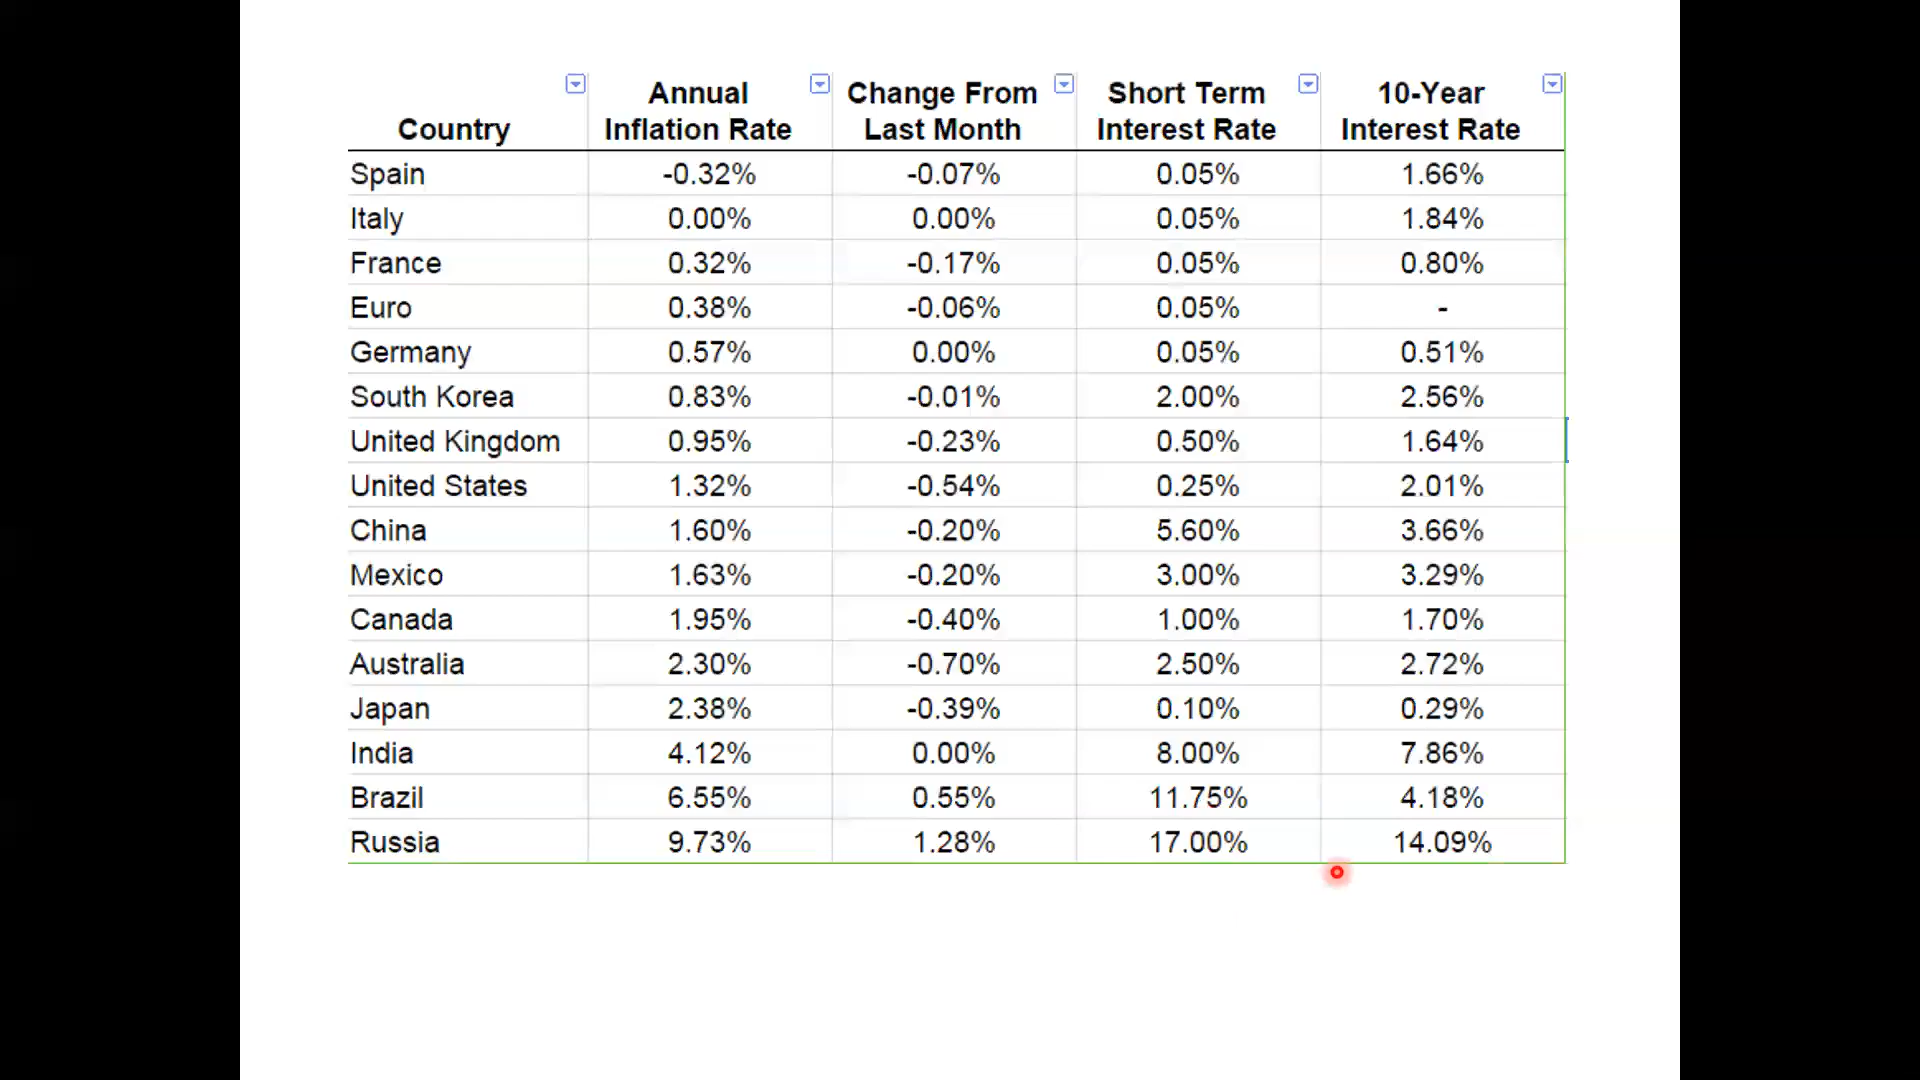 Country Annual Inflation Rate Change From Last Month Short Term Interest Rate 10-Year Interest Rate
Spain -0.32% -0.07% 0.05% 1.66%
Italy 0.00% 0.00% 0.05% 1.84%
France 0.32% -0.17% 0.05% 0.80%
Euro 0.38% -0.06% 0.05% -
Germany 0.57% 0.00% 0.05% 0.51%
South Korea 0.83% -0.01% 2.00% 2.56%
United Kingdom 0.95% -0.23% 0.50% 1.64%
United States 1.32% -0.54% 0.25% 2.01%
China 1.60% -0.20% 5.60% 3.66%
Mexico 1.63% -0.20% 3.00% 3.29%
Canada 1.95% -0.40% 1.00% 1.70%
Australia 2.30% -0.70% 2.50% 2.72%
Japan 2.38% -0.39% 0.10% 0.29%
India 4.12% 0.00% 8.00% 7.86%
Brazil 6.55% 0.55% 11.75% 4.18%
Russia 9.73% 1.28% 17.00% 14.09%